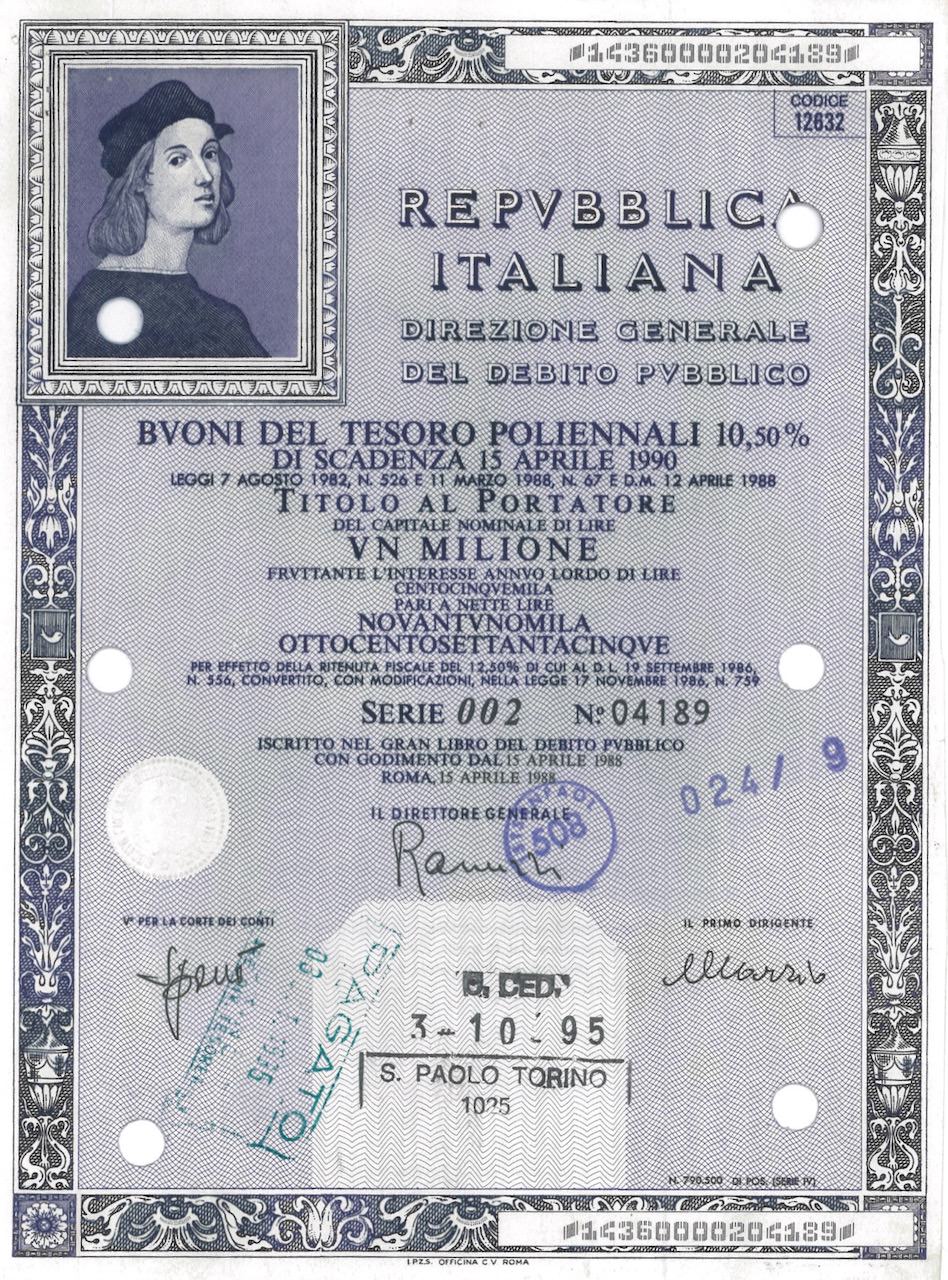 14360000204189
CODICE
12632
REPVBBLICA
ITALIANA
DIREZIONE GENERALE
DEL DEBITO PVBBLICO
BVONI DEL TESORO POLIENNALI 10,50%
DI SCADENZA 15 APRILE 1990
LEGGI 7 AGOSTO 1982, N. 526 E 11 MARZO 1988, N. 67 E D.M. 12 APRILE 1988
TITOLO AL PORTATORE
DEL CAPITALE NOMINALE DI LIRE
VN MILIONE
FRVTTANTE L'INTERESSE ANNVO LORDO DI LIRE
CENTOCINQVEMILA
PARI A NETTE LIRE
NOVANTVNOMILA
OTTOCENTOSETTANTACINQVE
PER EFFETTO DELLA RITENUTA FISCALE DEL 12,50% DI CUI AL D.L. 19 SETTEMBRE 1986,
N. 556, CONVERTITO, CON MODIFICAZIONI, NELLA LEGGE 17 NOVEMBRE 1986, N. 759
SERIE 002 Nº 04189
ISCRITTO NEL GRAN LIBRO DEL DEBITO PVBBLICO
CON GODIMENTO DAL 15 APRILE 1988
ROMA, 15 APRILE 1988
024/ 9
IL DIRETTORE GENERALE
508
Vº PER LA CORTE DEI CONTI
IL PRIMO DIRIGENTE
PAGATO
C. CED.
3-10-95
S. PAOLO TORINO
1025
N. 790.500 DI POS. (SERIE IV)
14360000204189
I.P.Z.S. OFFICINA C V ROMA